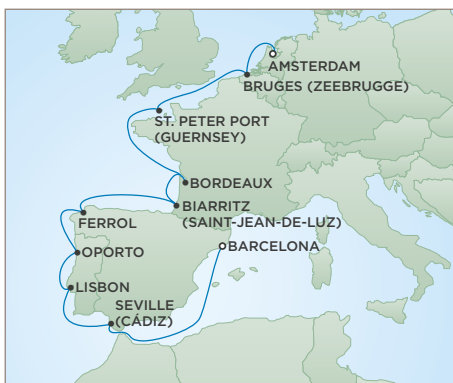 AMSTERDAM
BRUGES (ZEEBRUGGE)
ST. PETER PORT
(GUERNSEY)
BORDEAUX
BIARRITZ
(SAINT-JEAN-DE-LUZ)
FERROL
BARCELONA
OPORTO
LISBON
SEVILLE
(CÁDIZ)